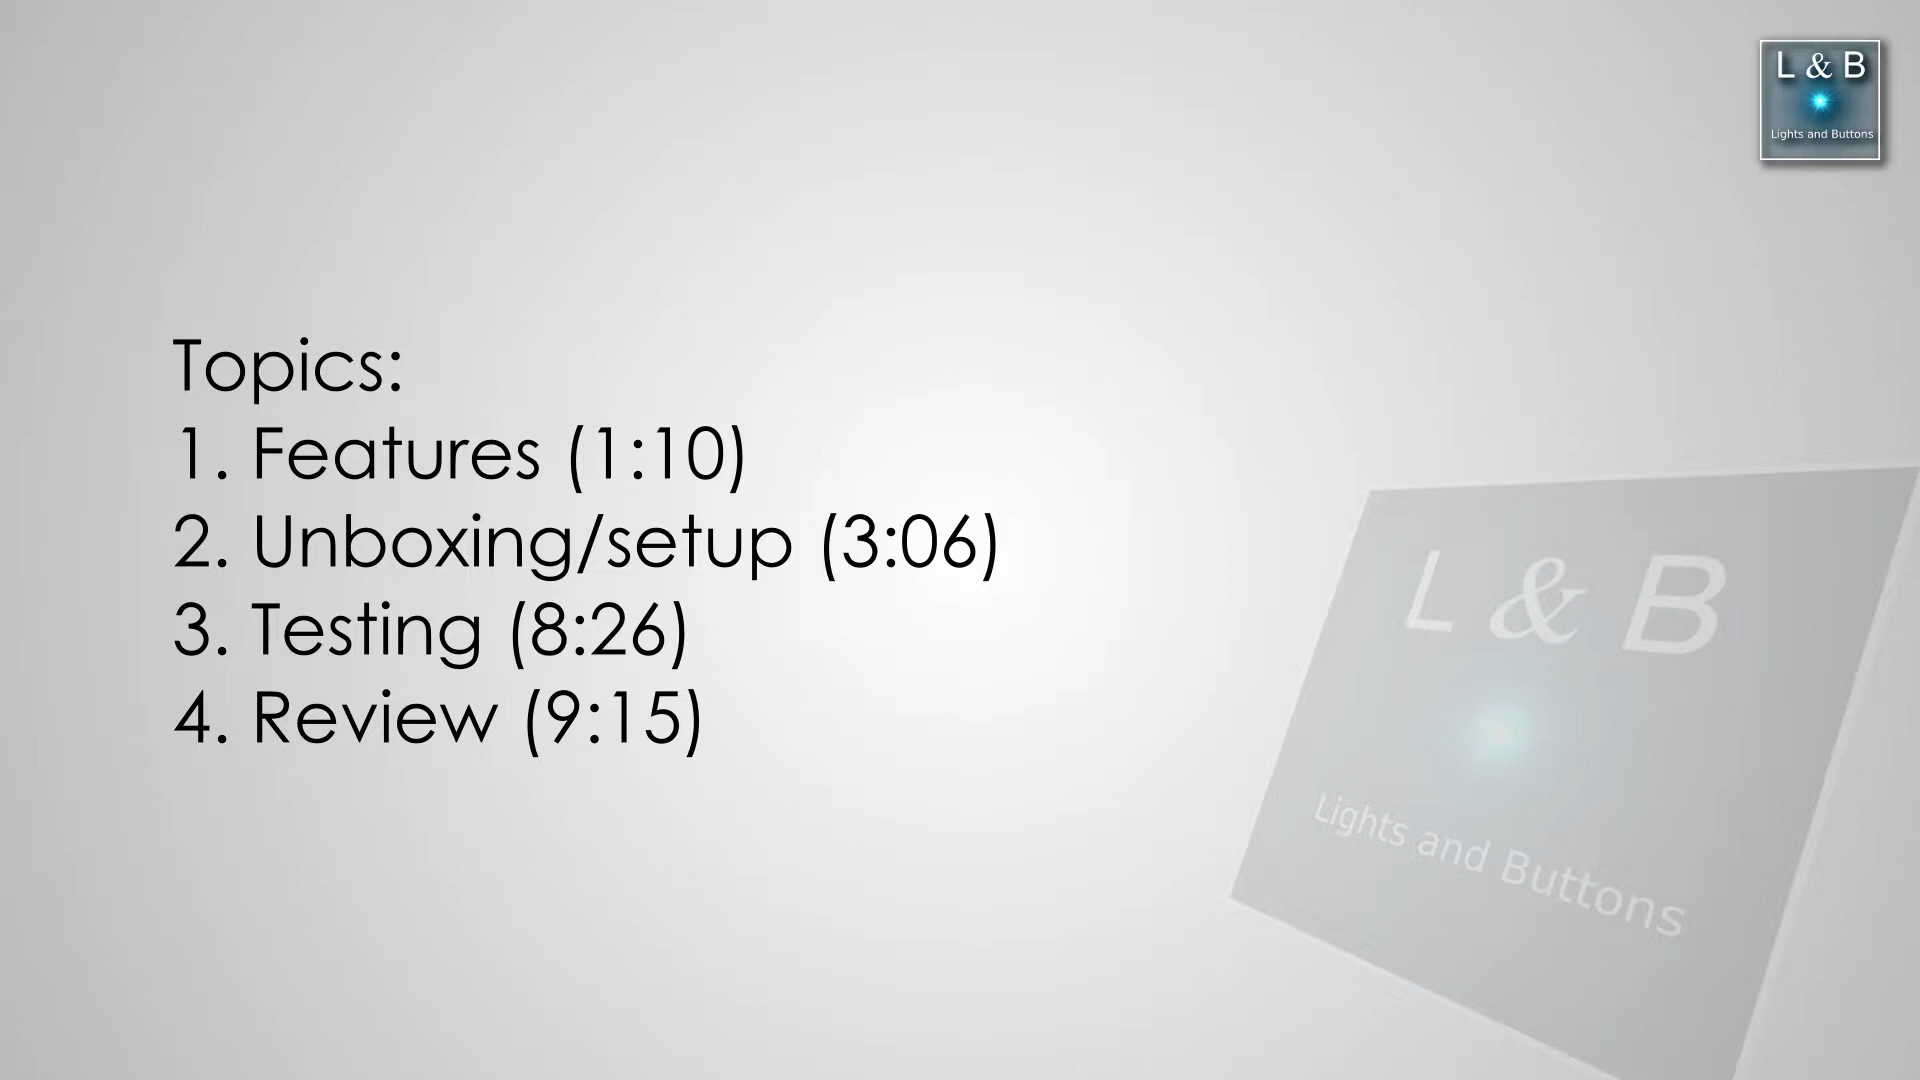 L & B
Lights and Buttons
Topics:
1. Features (1:10)
2. Unboxing/setup (3:06)
3. Testing (8:26)
4. Review (9:15)
L & B
Lights and Buttons